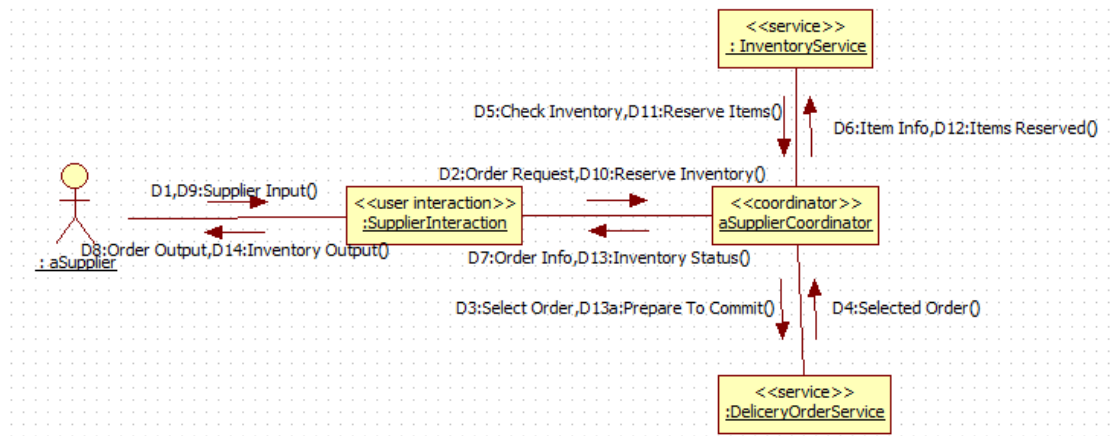 <<service>>
: InventoryService
D5:Check Inventory,D11:Reserve Items()
D6:Item Info,D12:Items Reserved()
D2:Order Request,D10:Reserve Inventory()
D1,D9:Supplier Input()
<<user interaction>>
:SupplierInteraction
<<coordinator>>
aSupplierCoordinator
D8:Order Output,D14:Inventory Output()
: aSupplier
D7:Order Info,D13:Inventory Status()
D3:Select Order,D13a:Prepare To Commit()
D4:Selected Order()
<<service>>
:DeliceryOrderService